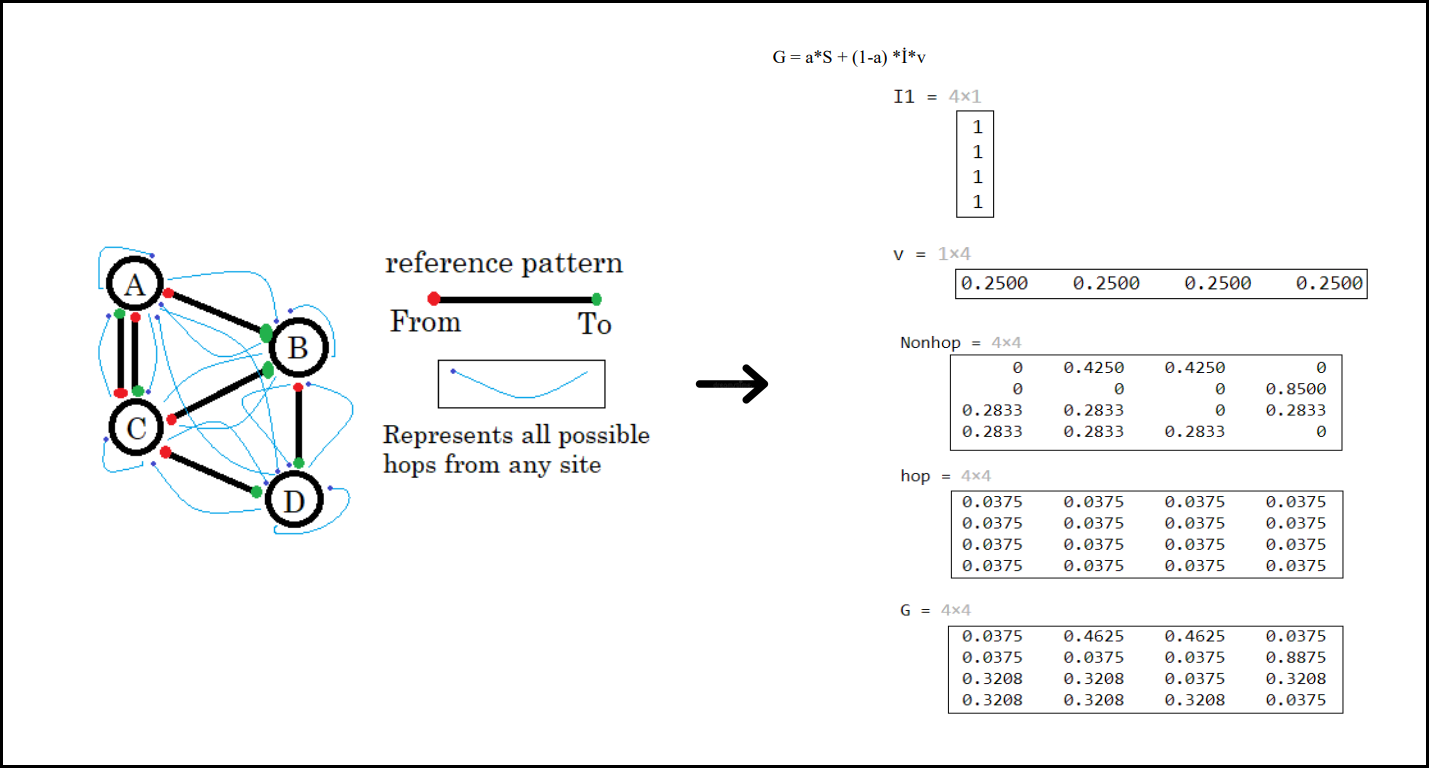 A
B
C
D
reference pattern
From To
Represents all possible
hops from any site
G = a*S + (1-a) *İ*v
I1 = 4×1
1
1
1
1
v = 1×4
0.2500 0.2500 0.2500 0.2500
Nonhop = 4×4
0 0.4250 0.4250 0
0 0 0 0.8500
0.2833 0.2833 0 0.2833
0.2833 0.2833 0.2833 0
hop = 4×4
0.0375 0.0375 0.0375 0.0375
0.0375 0.0375 0.0375 0.0375
0.0375 0.0375 0.0375 0.0375
0.0375 0.0375 0.0375 0.0375
G = 4×4
0.0375 0.4625 0.4625 0.0375
0.0375 0.0375 0.0375 0.8875
0.3208 0.3208 0.0375 0.3208
0.3208 0.3208 0.3208 0.0375